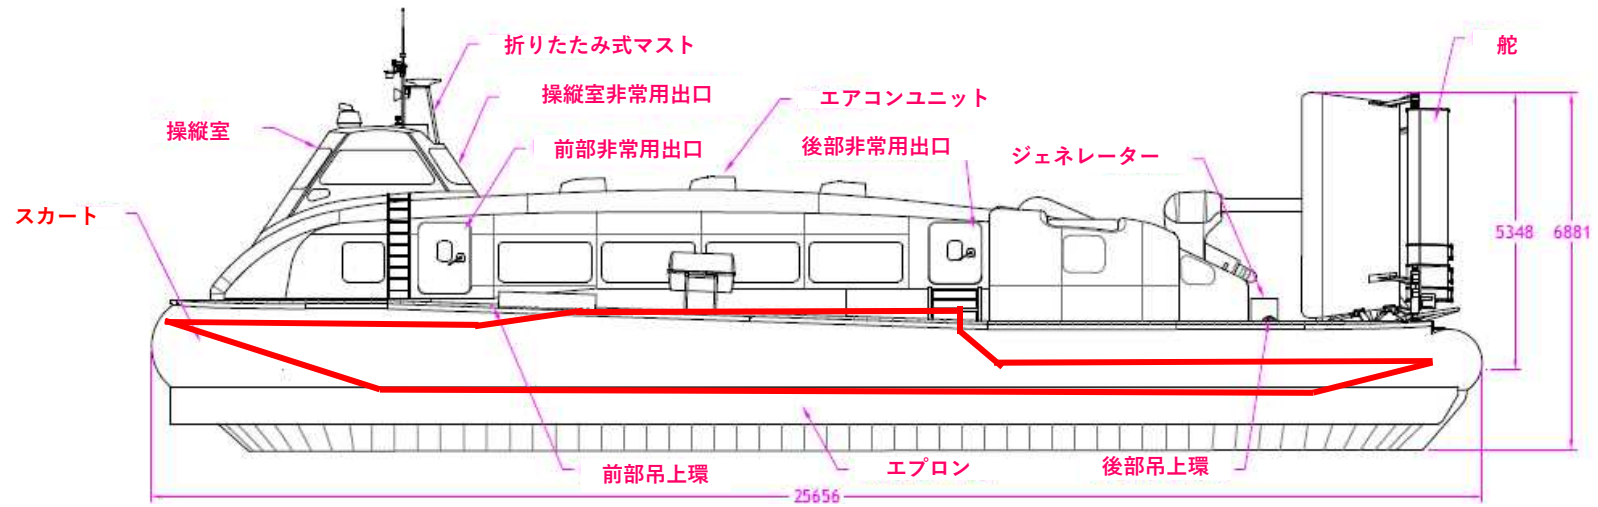 折りたたみ式マスト
舵
操縦室非常用出口
エアコンユニット
操縦室
前部非常用出口
後部非常用出口
ジェネレーター
スカート
5348
6881
前部吊上環
エプロン
後部吊上環
25656